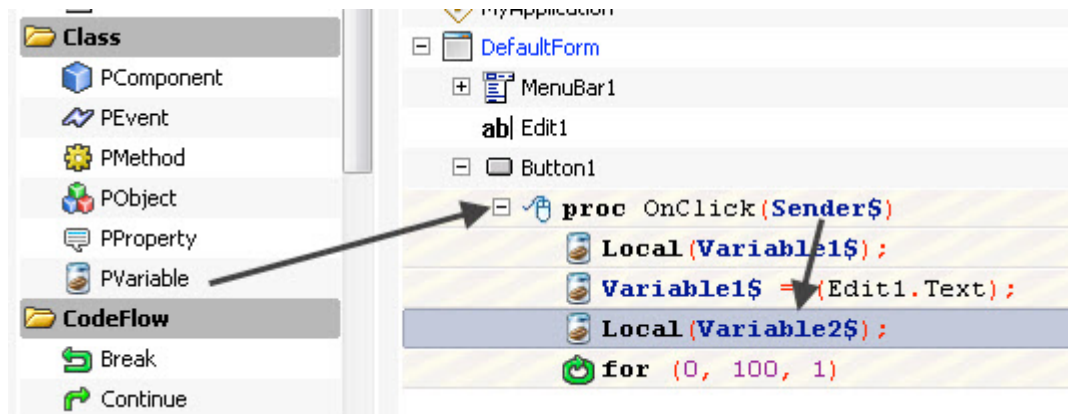 Class
PComponent
PEvent
PMethod
PObject
PProperty
PVariable
CodeFlow
Break
Continue
MyApplication
DefaultForm
MenuBar1
ab| Edit1
Button1
proc OnClick(Sender$)
Local(Variable1$);
Variable1$ = (Edit1.Text);
Local(Variable2$);
for (0, 100, 1)